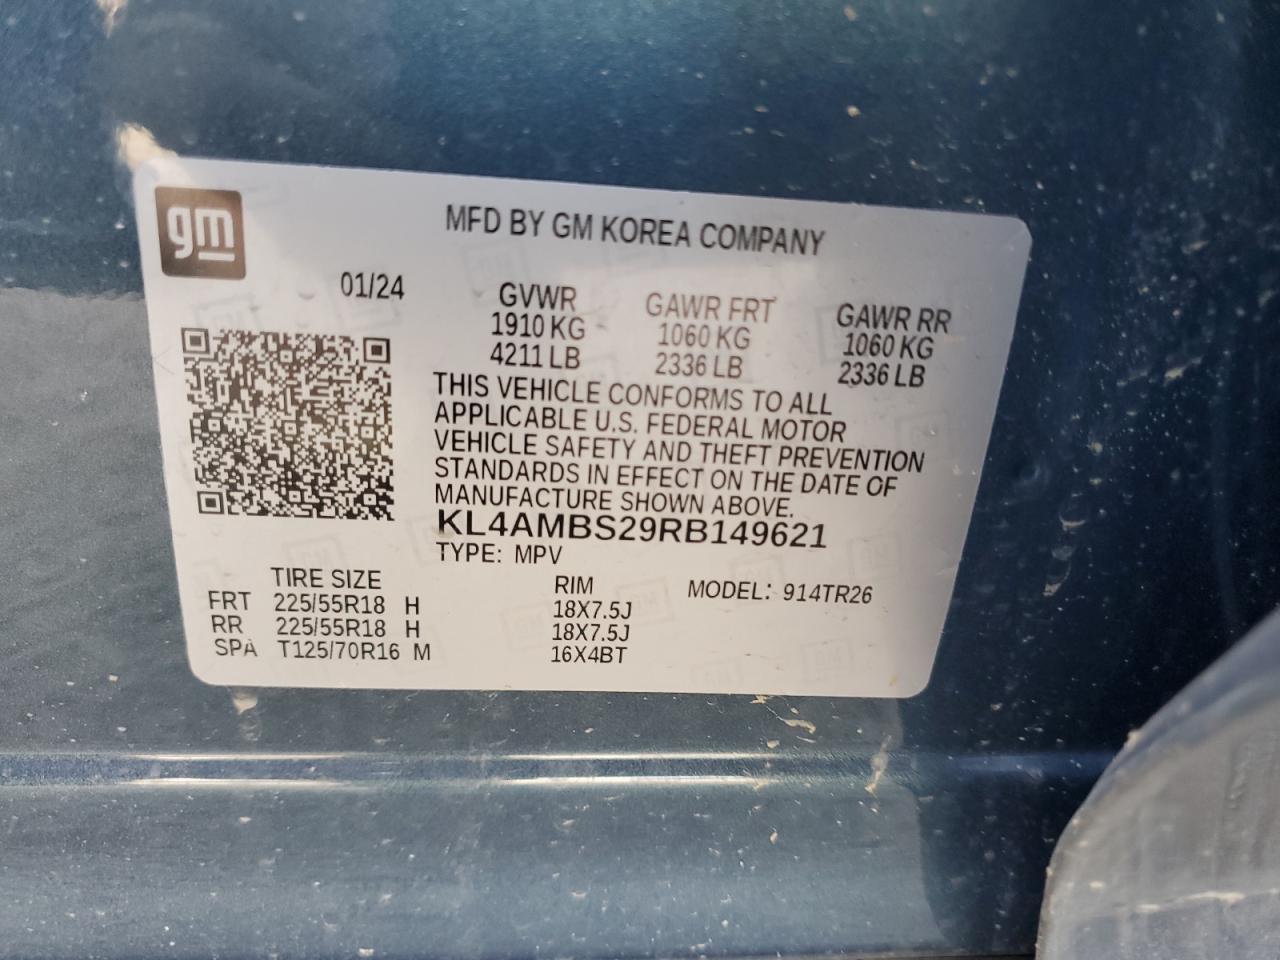 gm
MFD BY GM KOREA COMPANY
01/24
GVWR GAWR FRT GAWR RR
1910 KG 1060 KG 1060 KG
4211 LB 2336 LB 2336 LB
THIS VEHICLE CONFORMS TO ALL
APPLICABLE U.S. FEDERAL MOTOR
VEHICLE SAFETY AND THEFT PREVENTION
STANDARDS IN EFFECT ON THE DATE OF
MANUFACTURE SHOWN ABOVE.
KL4AMBS29RB149621
TYPE: MPV
TIRE SIZE RIM MODEL: 914TR26
FRT 225/55R18 H 18X7.5J
RR 225/55R18 H 18X7.5J
SPA T125/70R16 M 16X4BT